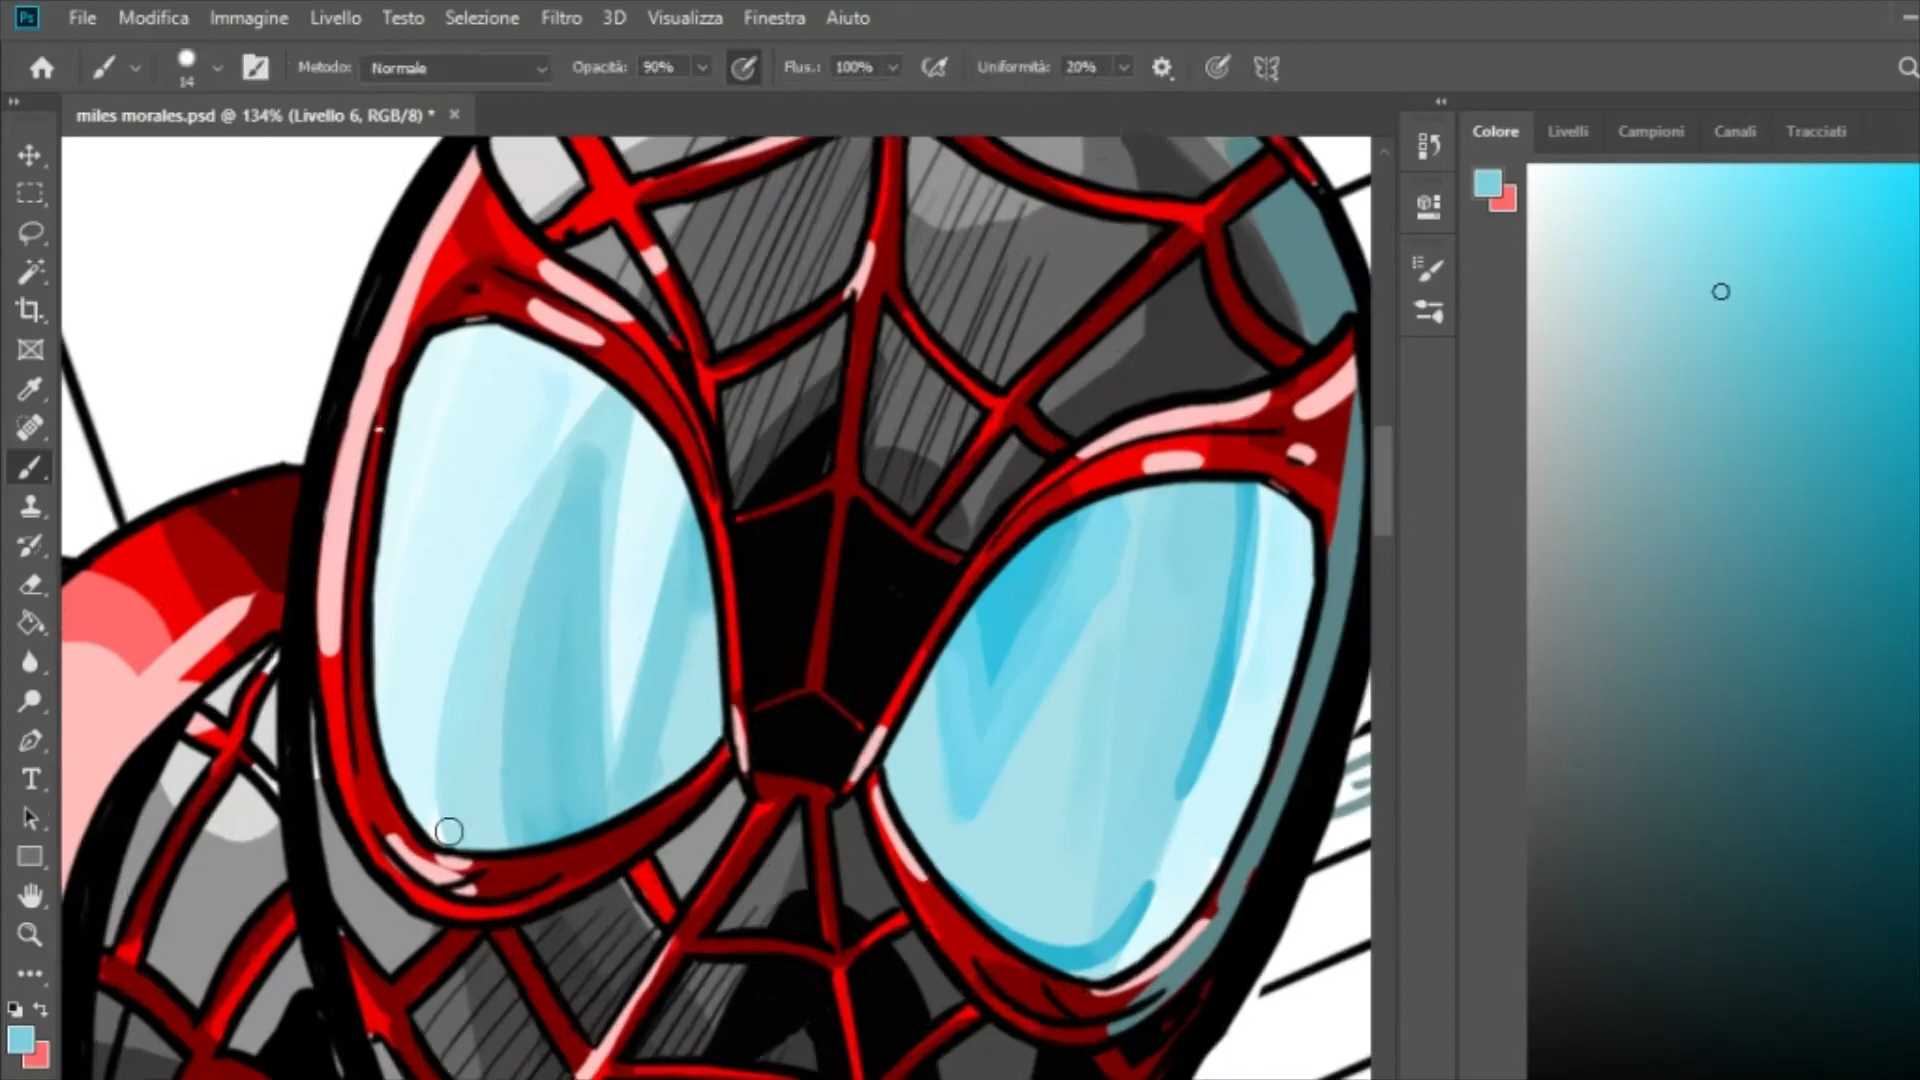 Ps File Modifica Immagine Livello Testo Selezione Filtro 3D Visualizza Finestra Aiuto
14 Metodo: Normale Opacità: 90% Flus.: 100% Uniformità: 20%
miles morales.psd @ 134% (Livello 6, RGB/8) * ×
Colore Livelli Campioni Canali Tracciati
T